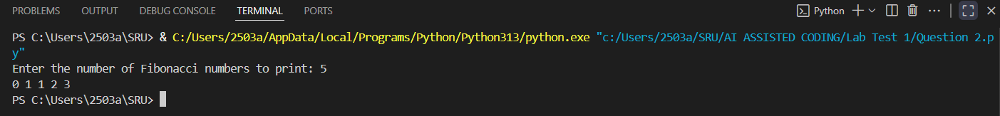 PROBLEMS OUTPUT DEBUG CONSOLE TERMINAL PORTS Python
PS C:\Users\2503a\SRU> & C:/Users/2503a/AppData/Local/Programs/Python/Python313/python.exe "c:/Users/2503a/SRU/AI ASSISTED CODING/Lab Test 1/Question 2.p
y"
Enter the number of Fibonacci numbers to print: 5
0 1 1 2 3
PS C:\Users\2503a\SRU>